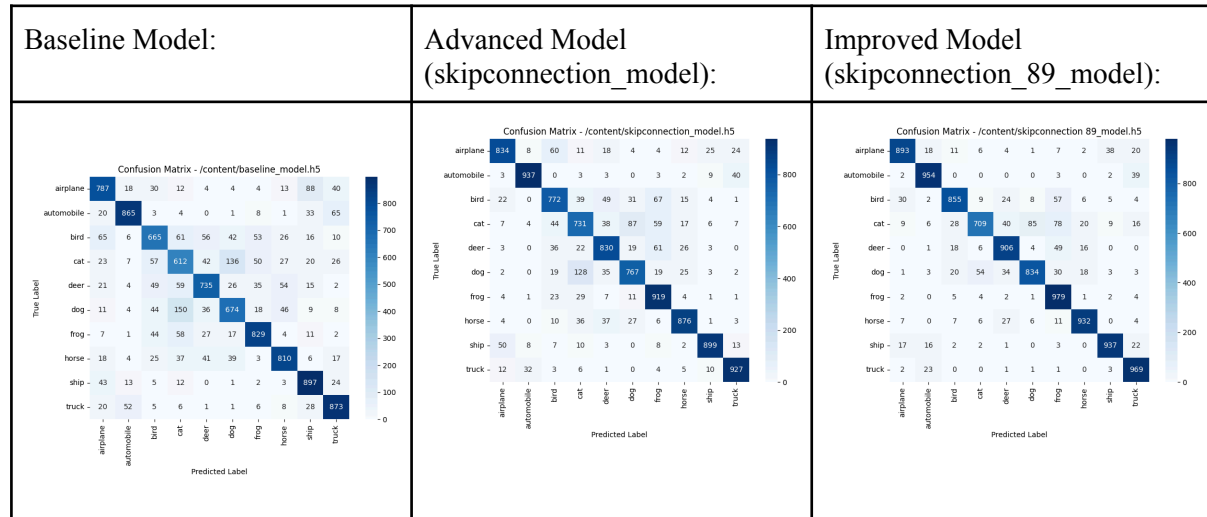 Baseline Model:
Advanced Model
(skipconnection_model):
Improved Model
(skipconnection_89_model):
Confusion Matrix - /content/baseline_model.h5
airplane 787 18 30 12 4 4 4 13 88 40
automobile 20 865 3 4 0 1 8 1 33 65
bird 65 6 665 61 56 42 53 26 16 10
cat 23 7 57 612 42 136 50 27 20 26
deer 21 4 49 59 735 26 35 54 15 2
dog 11 4 44 150 36 674 18 46 9 8
frog 7 1 44 58 27 17 829 4 11 2
horse 18 4 25 37 41 39 3 810 6 17
ship 43 13 5 12 0 1 2 3 897 24
truck 20 52 5 6 1 1 6 8 28 873
airplane automobile bird cat deer dog frog horse ship truck
True Label
Predicted Label
800
700
600
500
400
300
200
100
0
Confusion Matrix - /content/skipconnection_model.h5
airplane 834 8 60 11 18 4 4 12 25 24
automobile 3 937 0 3 3 0 3 2 9 40
bird 22 0 772 39 49 31 67 15 4 1
cat 7 4 44 731 38 87 59 17 6 7
deer 3 0 36 22 830 19 61 26 3 0
dog 2 0 19 128 35 767 19 25 3 2
frog 4 1 23 29 7 11 919 4 1 1
horse 4 0 10 36 37 27 6 876 1 3
ship 50 8 7 10 3 0 8 2 899 13
truck 12 32 3 6 1 0 4 5 10 927
airplane automobile bird cat deer dog frog horse ship truck
True Label
Predicted Label
800
600
400
200
0
Confusion Matrix - /content/skipconnection 89_model.h5
airplane 893 18 11 6 4 1 7 2 38 20
automobile 2 954 0 1 0 0 2 0 2 39
bird 30 2 855 9 24 8 57 6 5 4
cat 9 6 28 709 40 85 78 20 9 16
deer 0 1 18 6 906 4 49 16 0 0
dog 1 3 20 54 34 834 30 18 3 3
frog 2 0 5 4 2 1 979 0 3 4
horse 7 0 7 8 27 6 11 932 0 2
ship 17 16 2 2 1 0 3 0 937 22
truck 2 23 0 0 1 1 1 0 3 969
airplane automobile bird cat deer dog frog horse ship truck
True Label
Predicted Label
800
600
400
200
0